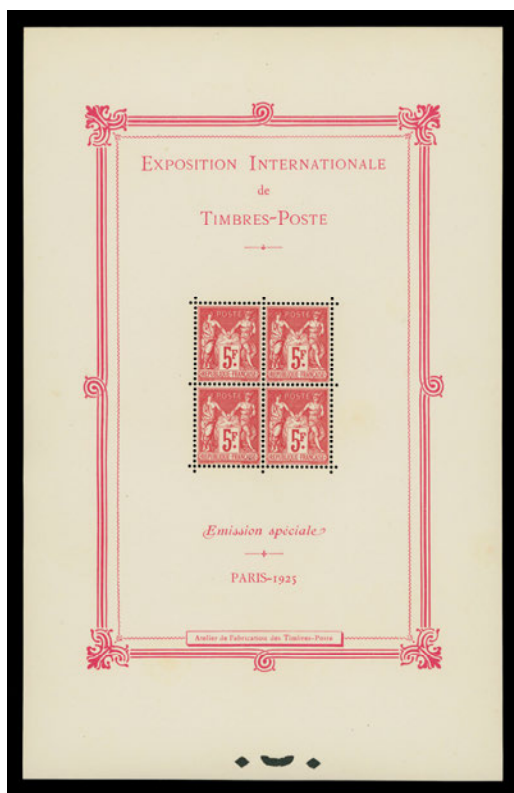 EXPOSITION INTERNATIONALE
de
TIMBRES-POSTE
POSTE POSTE
5F 5F
REPUBLIQUE FRANÇAISE REPUBLIQUE FRANÇAISE
POSTE POSTE
5F 5F
REPUBLIQUE FRANÇAISE REPUBLIQUE FRANÇAISE
Emission spéciale
PARIS-1925
Atelier de Fabrication des Timbres-Poste